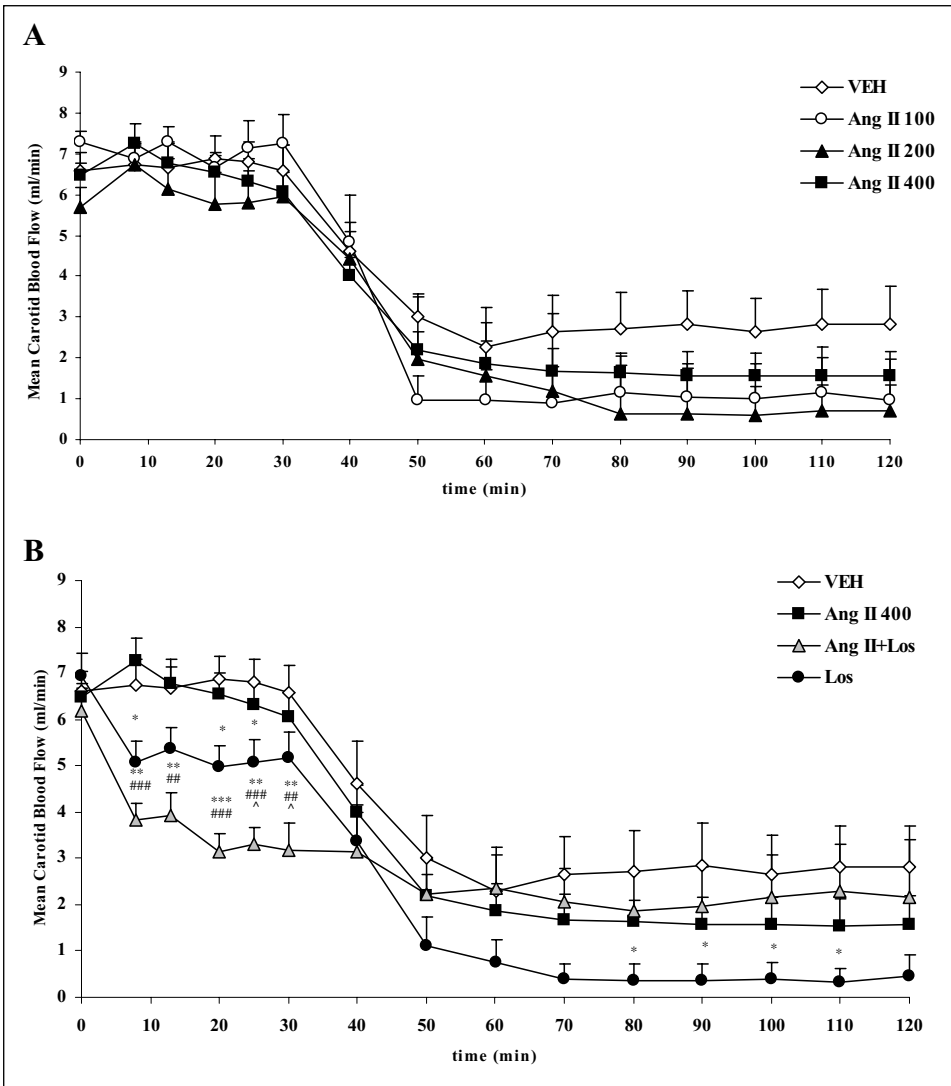 A
9
8
7
6
5
4
3
2
1
0
Mean Carotid Blood Flow (ml/min)
0 10 20 30 40 50 60 70 80 90 100 110 120
time (min)
VEH
Ang II 100
Ang II 200
Ang II 400
B
9
8
7
6
5
4
3
2
1
0
Mean Carotid Blood Flow (ml/min)
0 10 20 30 40 50 60 70 80 90 100 110 120
time (min)
VEH
Ang II 400
Ang II+Los
Los
* * *
** ** ** **
### ## ### ##
*** ^ ^
###
* * * *